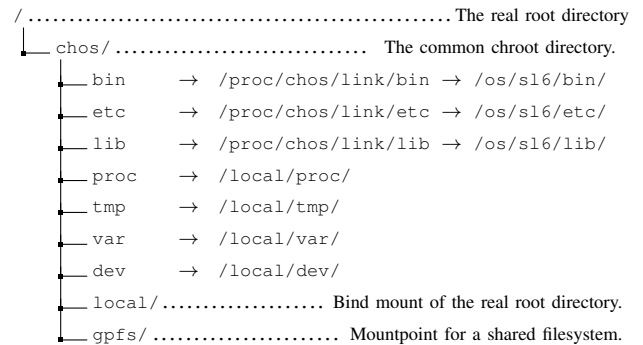 / ...................................................... The real root directory
chos/ ................................ The common chroot directory.
bin → /proc/chos/link/bin → /os/sl6/bin/
etc → /proc/chos/link/etc → /os/sl6/etc/
lib → /proc/chos/link/lib → /os/sl6/lib/
proc → /local/proc/
tmp → /local/tmp/
var → /local/var/
dev → /local/dev/
local/ ..................... Bind mount of the real root directory.
gpfs/ ........................ Mountpoint for a shared filesystem.